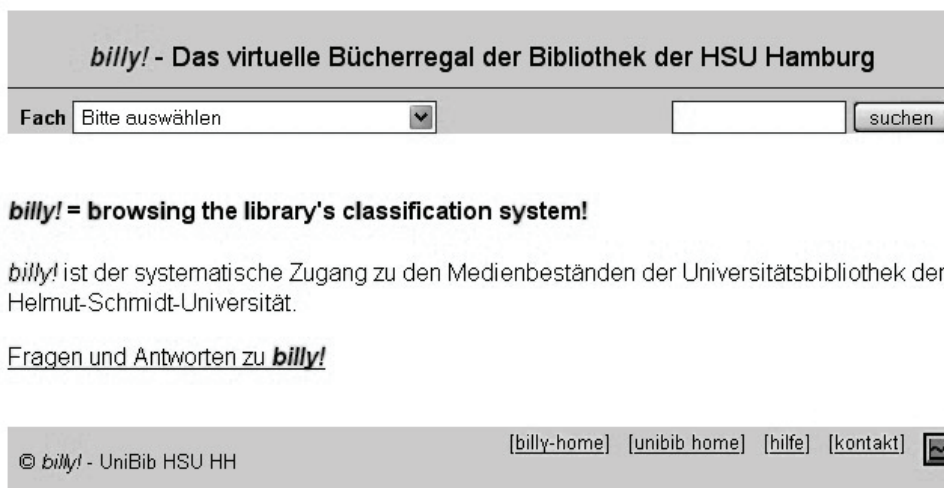 billy! - Das virtuelle Bücherregal der Bibliothek der HSU Hamburg
Fach Bitte auswählen suchen
billy! = browsing the library's classification system!
billy! ist der systematische Zugang zu den Medienbeständen der Universitätsbibliothek der
Helmut-Schmidt-Universität.
Fragen und Antworten zu billy!
[billy-home] [unibib home] [hilfe] [kontakt]
© billy! - UniBib HSU HH